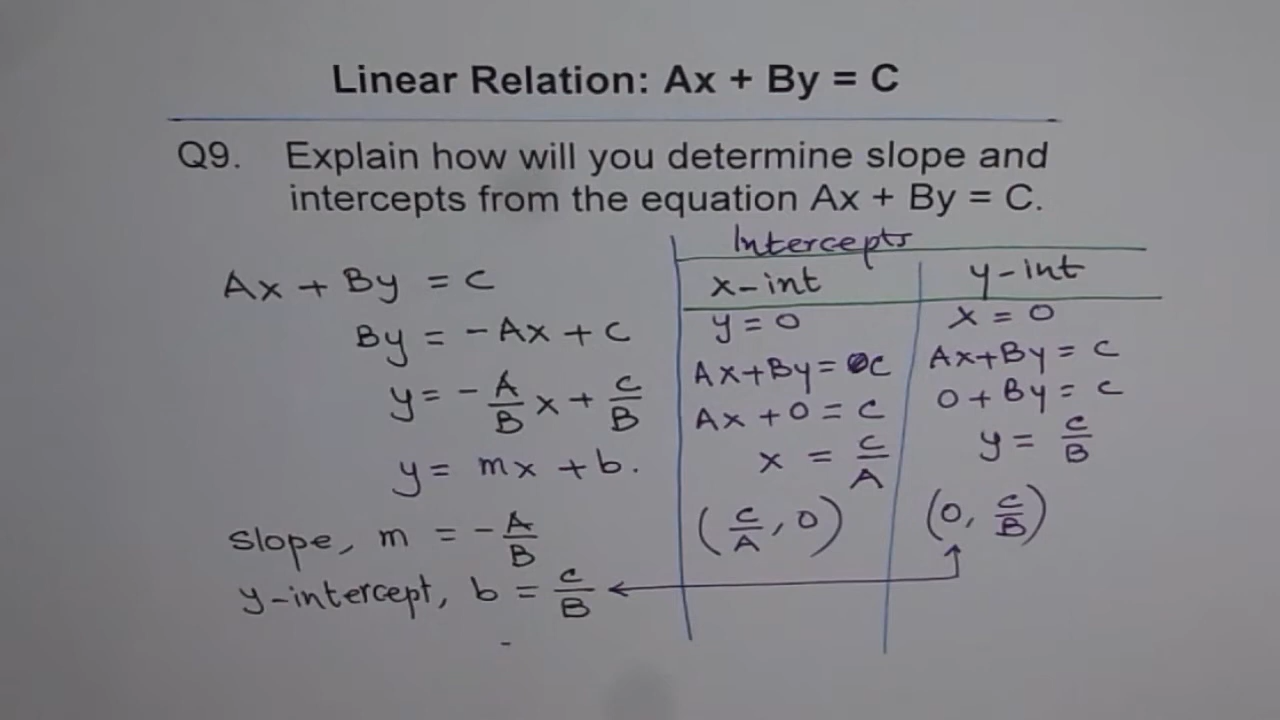 Linear Relation: Ax + By = C
Q9. Explain how will you determine slope and
intercepts from the equation Ax + By = C.
Ax + By = C
By = -Ax + C
y = - A/B x + C/B
y = mx + b.
Slope, m = - A/B
y-intercept, b = C/B
Intercepts
x-int
y = 0
Ax + By = C
Ax + 0 = C
x = C/A
(C/A, 0)
y-int
x = 0
Ax + By = C
0 + By = C
y = C/B
(0, C/B)